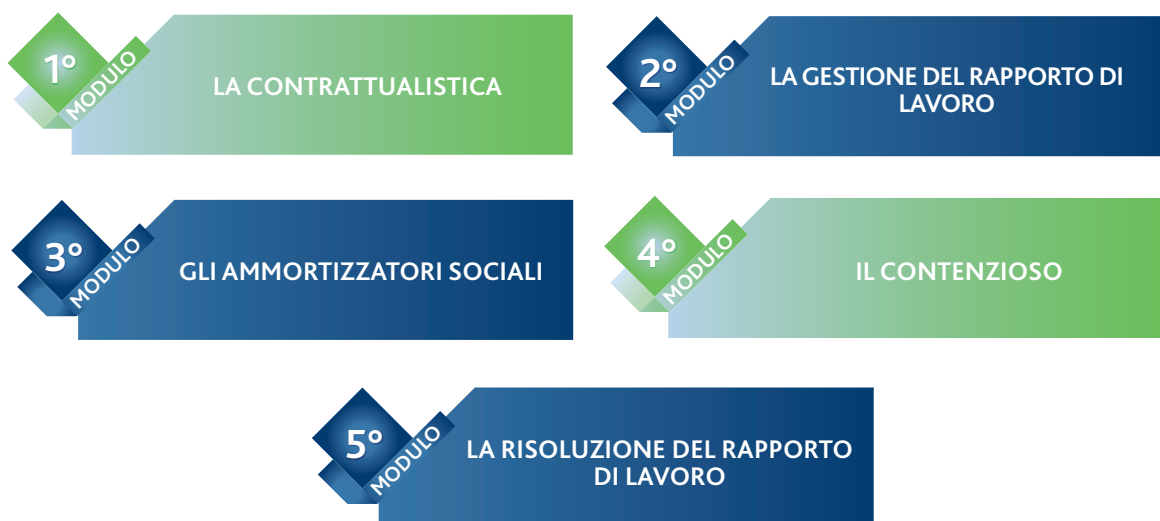 1°
MODULO
LA CONTRATTUALISTICA
2°
MODULO
LA GESTIONE DEL RAPPORTO DI
LAVORO
3°
MODULO
GLI AMMORTIZZATORI SOCIALI
4°
MODULO
IL CONTENZIOSO
5°
MODULO
LA RISOLUZIONE DEL RAPPORTO
DI LAVORO